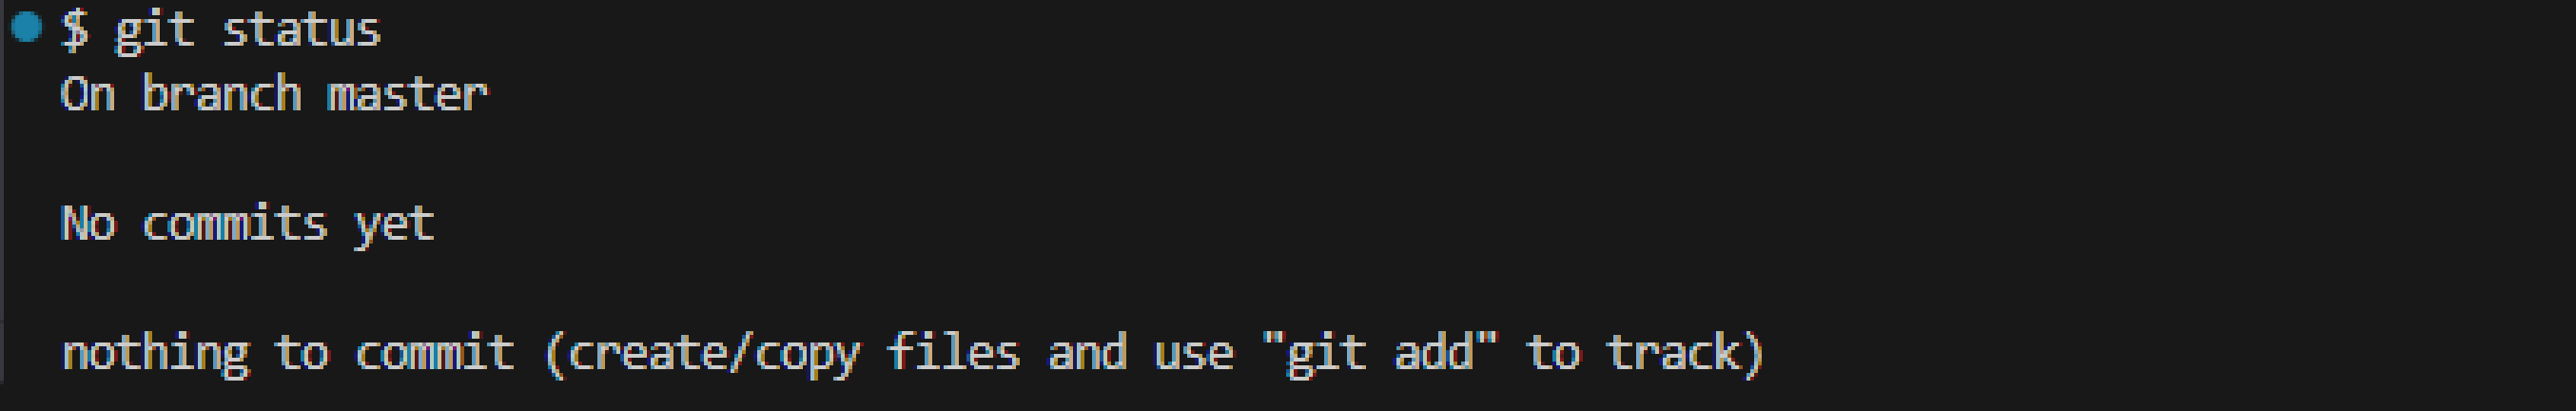 $ git status
On branch master
No commits yet
nothing to commit (create/copy files and use "git add" to track)